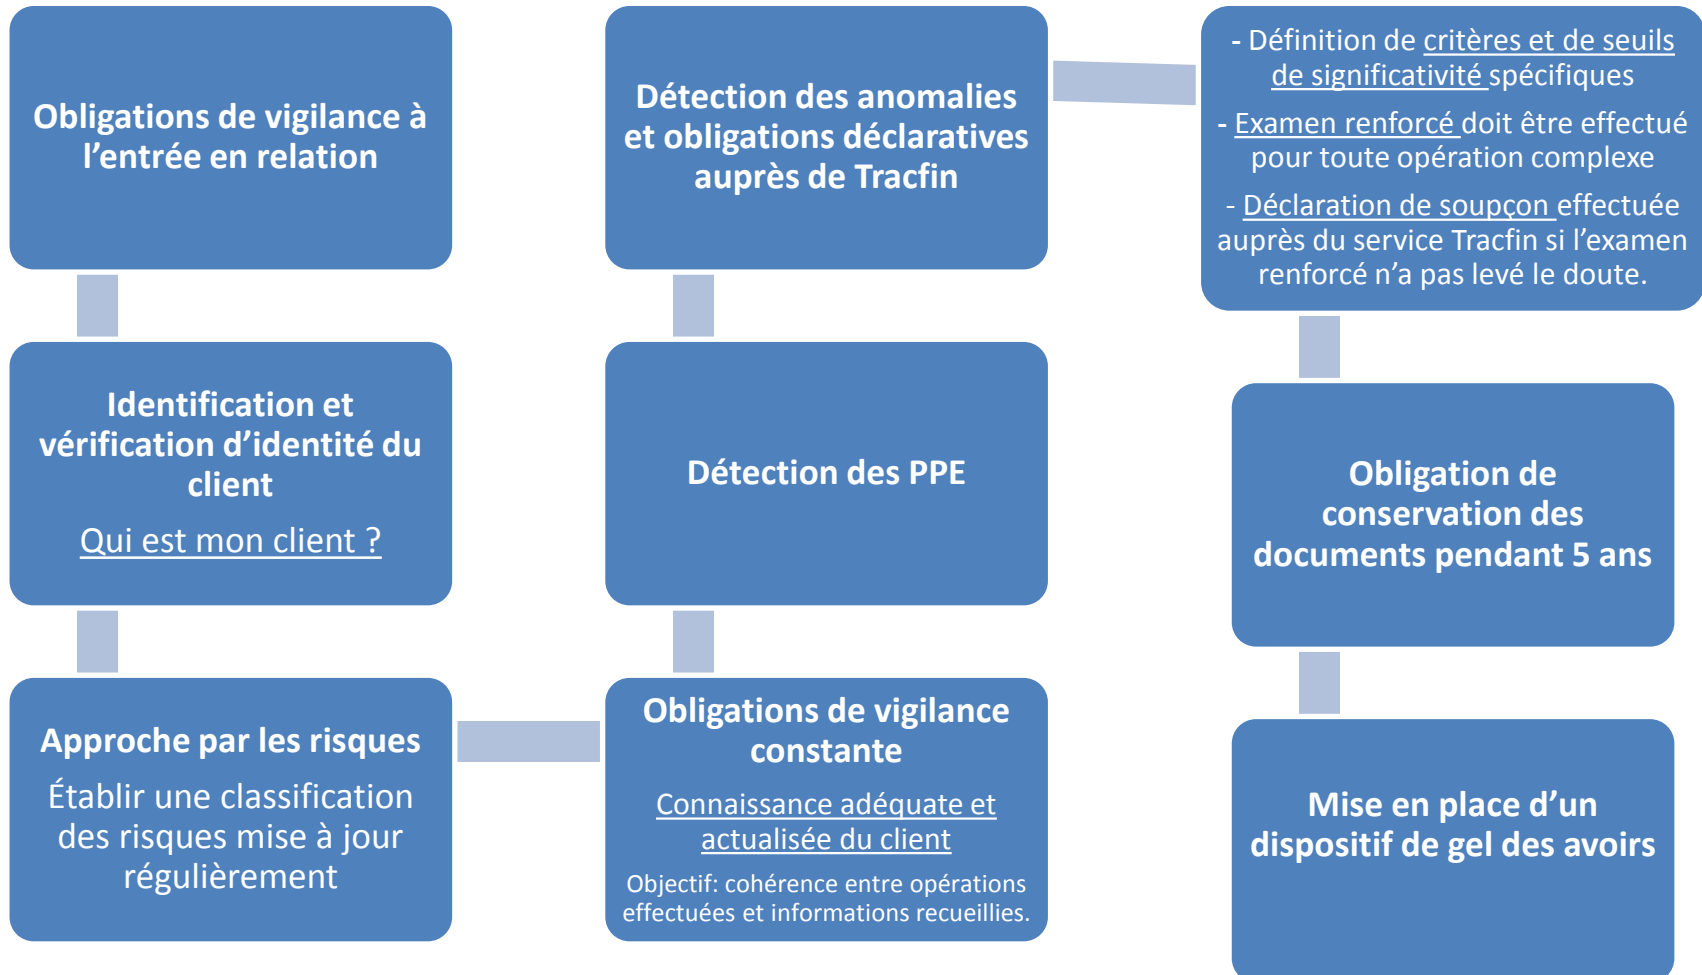 Obligations de vigilance à
l’entrée en relation
Identification et
vérification d’identité du
client
Qui est mon client ?
Approche par les risques
Établir une classification
des risques mise à jour
régulièrement
Obligations de vigilance
constante
Connaissance adéquate et
actualisée du client
Objectif: cohérence entre opérations
effectuées et informations recueillies.
Détection des PPE
Détection des anomalies
et obligations déclaratives
auprès de Tracfin
- Définition de critères et de seuils
de significativité spécifiques
- Examen renforcé doit être effectué
pour toute opération complexe
- Déclaration de soupçon effectuée
auprès du service Tracfin si l’examen
renforcé n’a pas levé le doute.
Obligation de
conservation des
documents pendant 5 ans
Mise en place d’un
dispositif de gel des avoirs